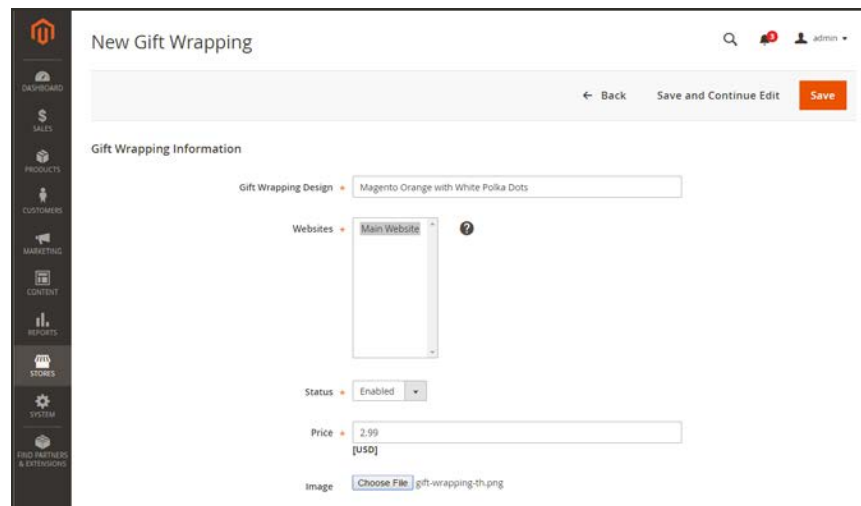 New Gift Wrapping
3
admin
DASHBOARD
SALES
PRODUCTS
CUSTOMERS
MARKETING
CONTENT
REPORTS
STORES
SYSTEM
FIND PARTNERS
& EXTENSIONS
← Back
Save and Continue Edit
Save
Gift Wrapping Information
Gift Wrapping Design *
Magento Orange with White Polka Dots
Websites *
Main Website
?
Status *
Enabled
Price *
2.99
[USD]
Image
Choose File gift-wrapping-th.png